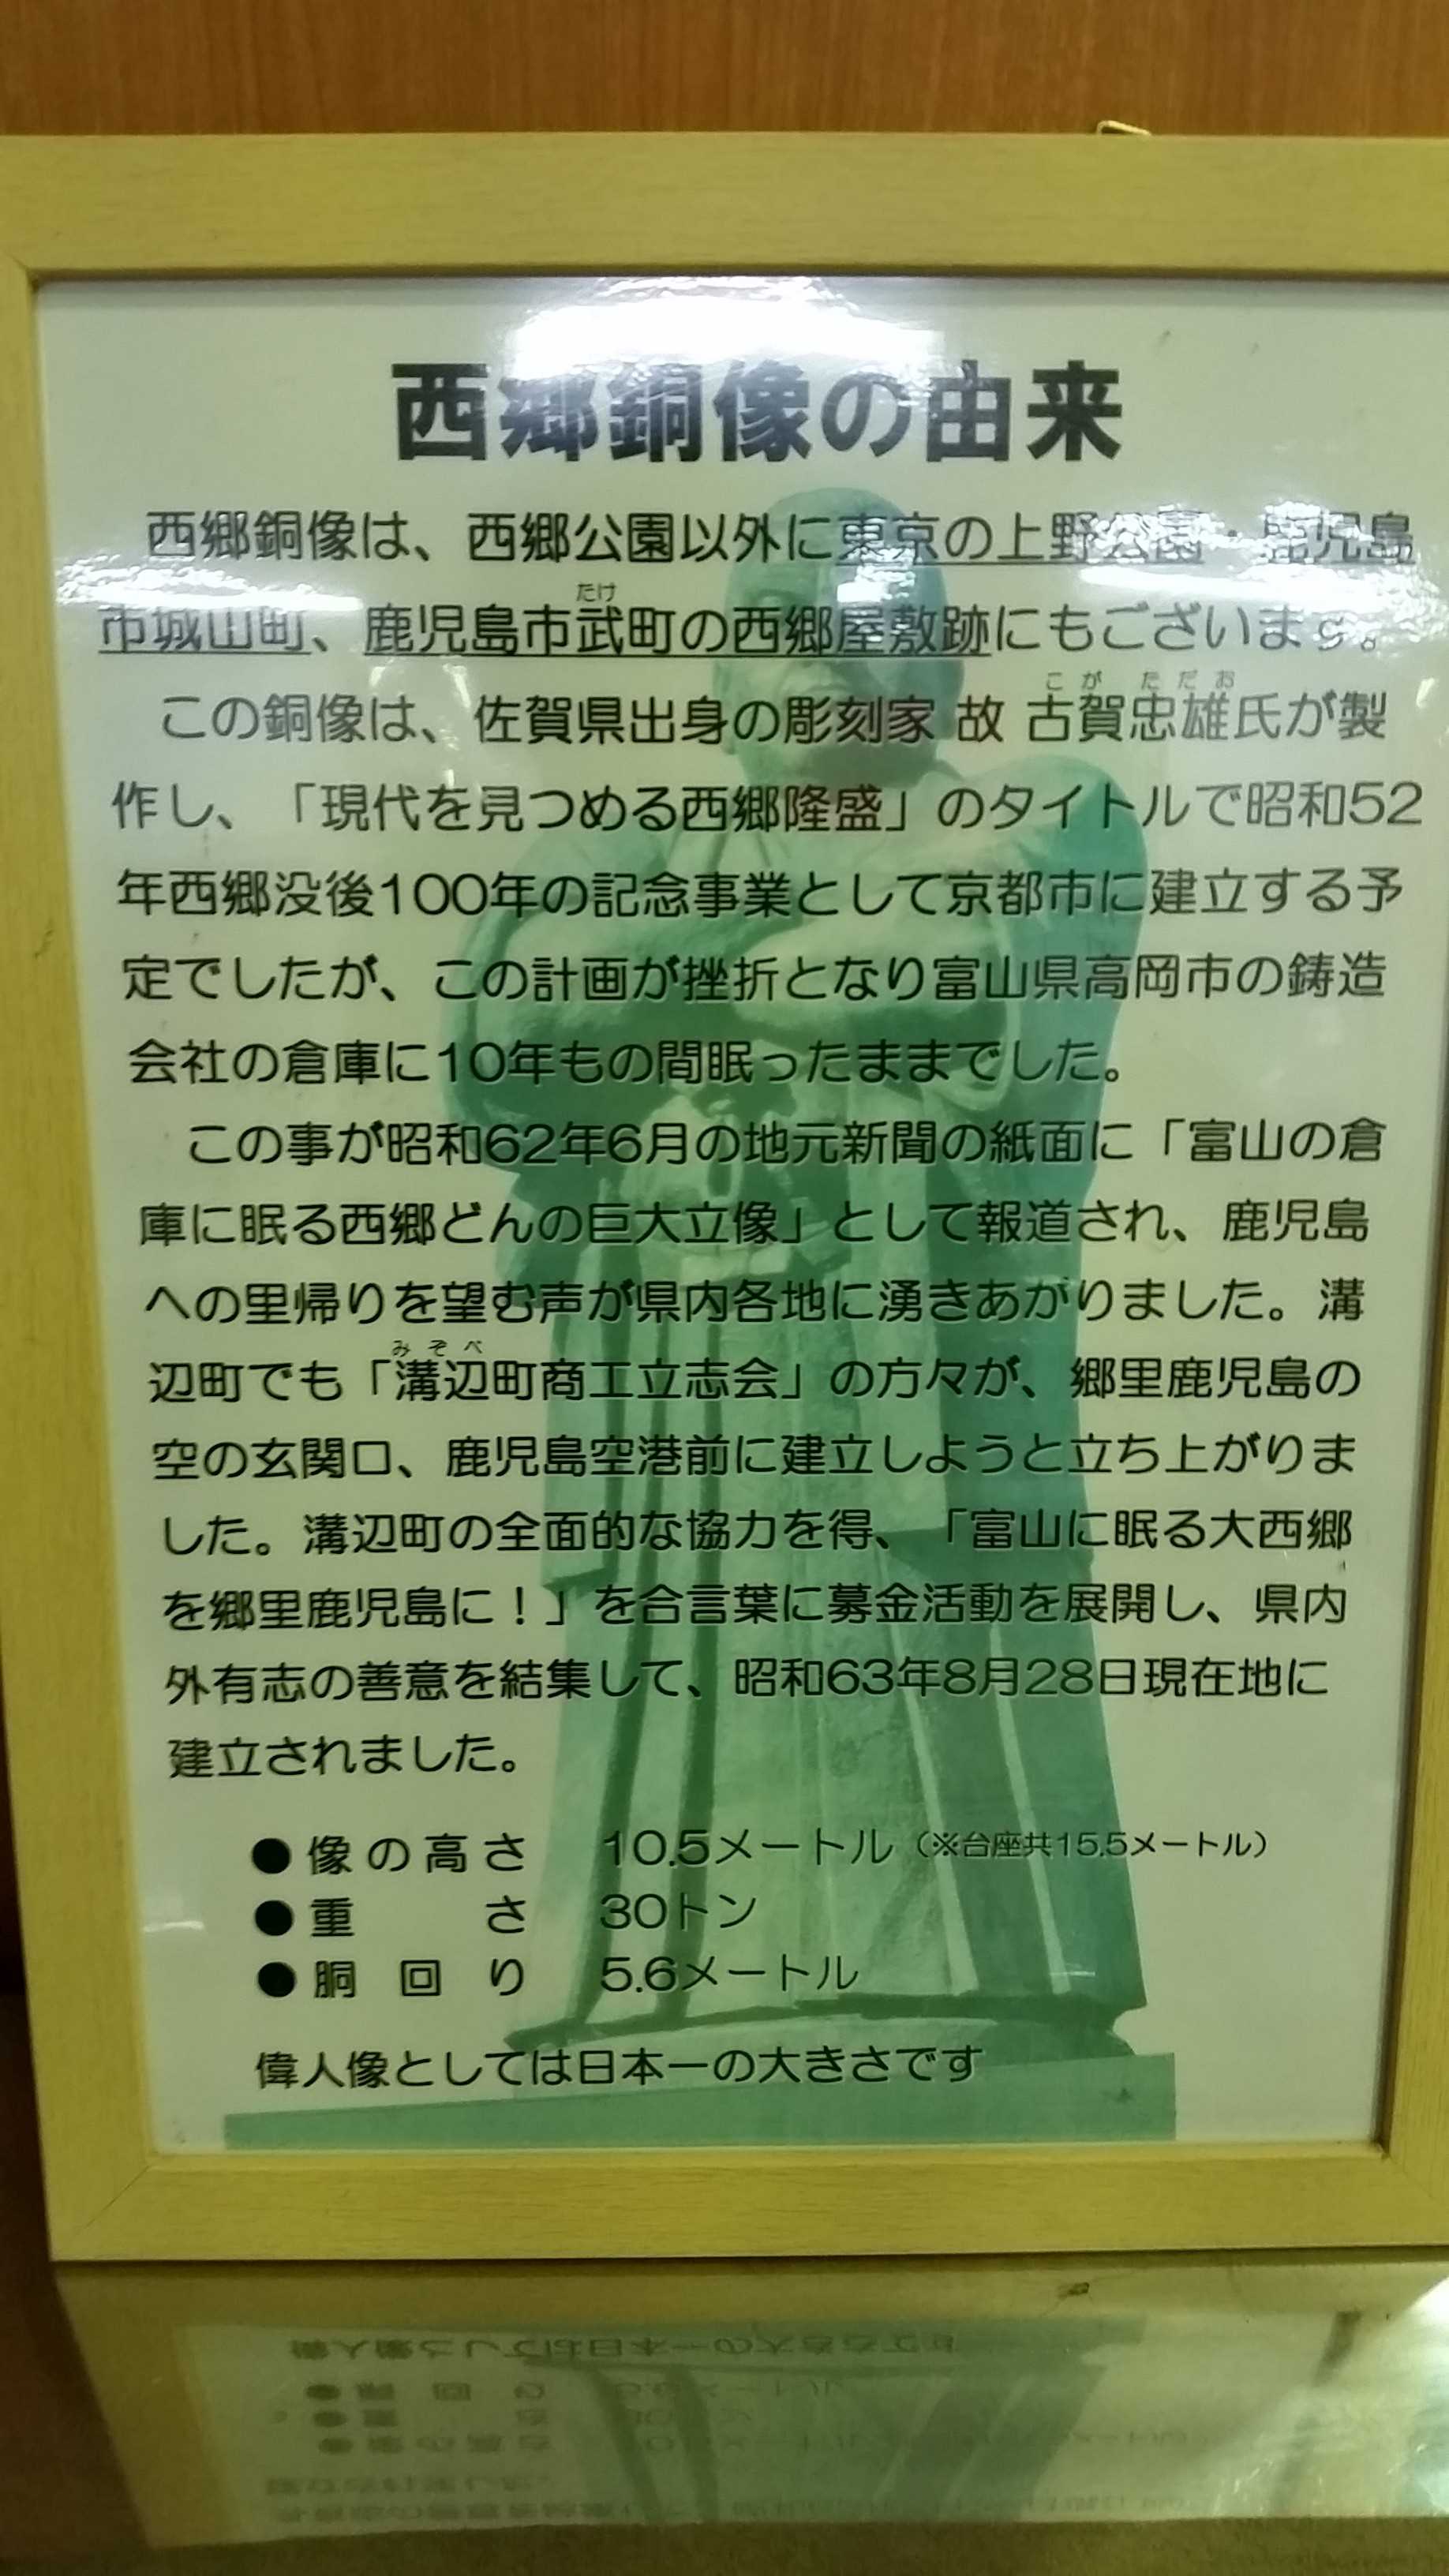 西郷銅像の由来
西郷銅像は、西郷公園以外に東京の上野公園・鹿児島
市城山町、鹿児島市武町の西郷屋敷跡にもございます。
たけ
この銅像は、佐賀県出身の彫刻家 故 古賀忠雄氏が製
こが ただお
作し、「現代を見つめる西郷隆盛」のタイトルで昭和52
年西郷没後100年の記念事業として京都市に建立する予
定でしたが、この計画が挫折となり富山県高岡市の鋳造
会社の倉庫に10年もの間眠ったままでした。
この事が昭和62年6月の地元新聞の紙面に「富山の倉
庫に眠る西郷どんの巨大立像」として報道され、鹿児島
への里帰りを望む声が県内各地に湧きあがりました。溝
辺町でも「溝辺町商工立志会」の方々が、郷里鹿児島の
みぞべ
空の玄関口、鹿児島空港前に建立しようと立ち上がりま
した。溝辺町の全面的な協力を得、「富山に眠る大西郷
を郷里鹿児島に！」を合言葉に募金活動を展開し、県内
外有志の善意を結集して、昭和63年8月28日現在地に
建立されました。
●像の高さ 10.5メートル（※台座共15.5メートル）
●重さ 30トン
●胴回り 5.6メートル
偉人像としては日本一の大きさです